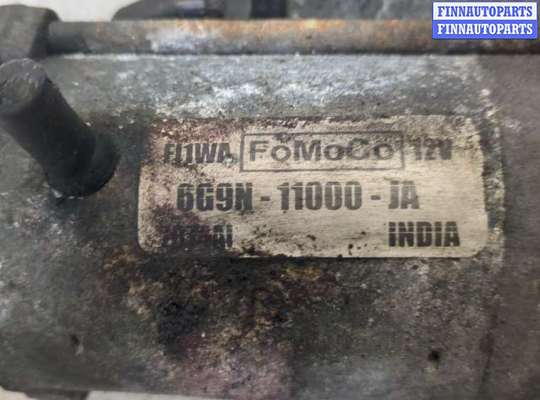 FINNAUTOPARTS
FINNAUTOPARTS
FoMoCo 12V
6G9N - 11000 - JA
INDIA